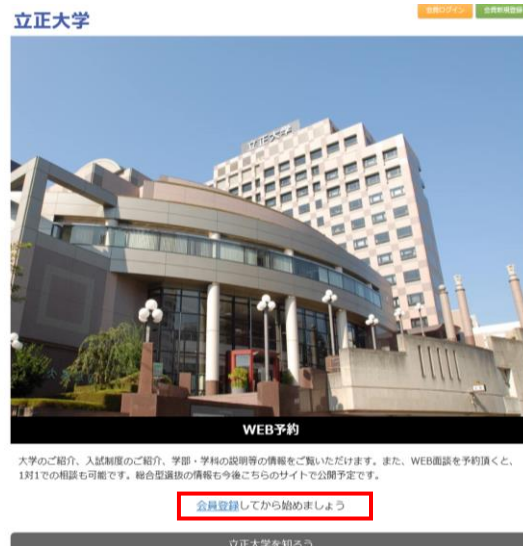 立正大学
会員ログイン 会員新規登録
立正大学
WEB予約
大学のご紹介、入試制度のご紹介、学部・学科の説明等の情報をご覧いただけます。また、WEB面談を予約頂くと、
1対1での相談も可能です。総合型選抜の情報も今後こちらのサイトで公開予定です。
会員登録してから始めましょう
立正大学を知ろう